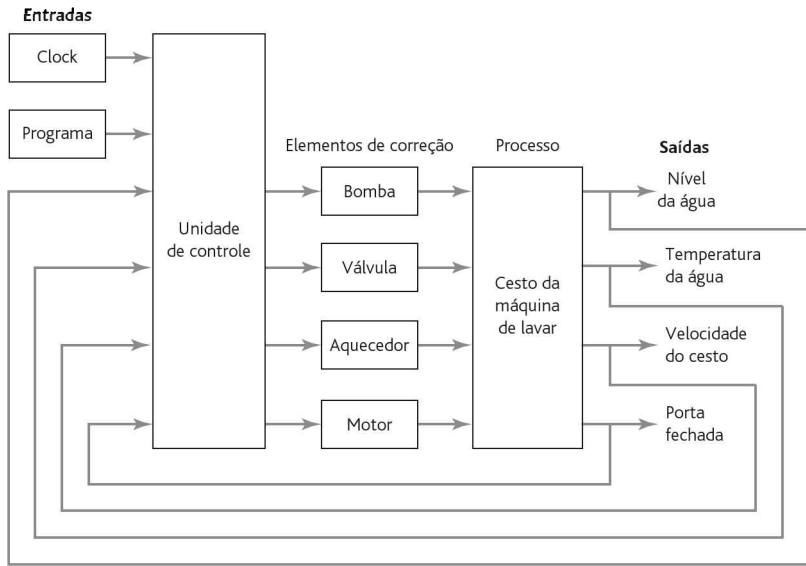 Entradas
Clock
Programa
Unidade
de controle
Elementos de correção
Bomba
Válvula
Aquecedor
Motor
Processo
Cesto da
máquina
de lavar
Saídas
Nível
da água
Temperatura
da água
Velocidade
do cesto
Porta
fechada